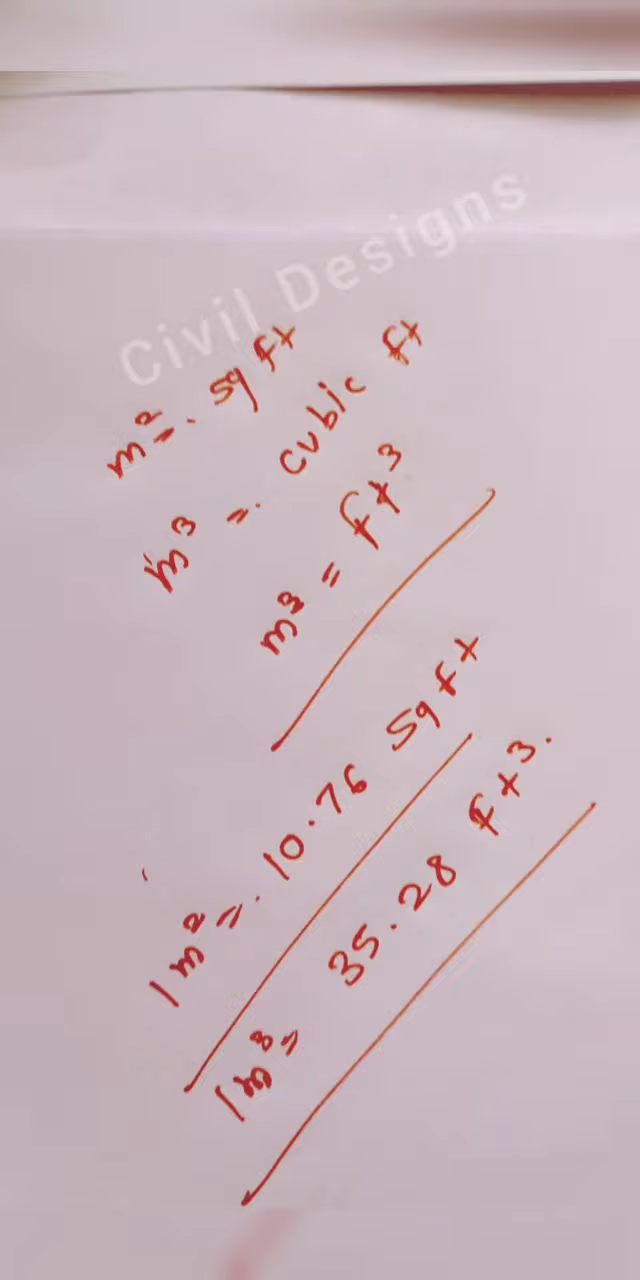 Civil Designs
m² = . sq ft
m³ = . cubic ft
m³ = ft³
1m² = . 10.76 sq ft
1m³ = 35.28 ft3.